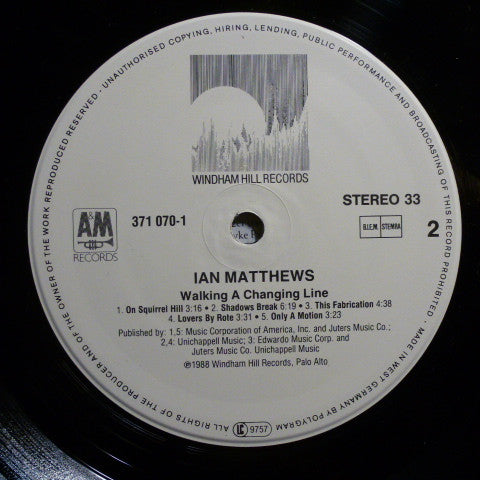 UNAUTHORISED COPYING, HIRING, LENDING, PUBLIC PERFORMANCE AND BROADCASTING OF THIS RECORD PROHIBITED.
ALL RIGHTS OF THE PRODUCER AND OF THE OWNER OF THE WORK REPRODUCED RESERVED -
MADE IN WEST GERMANY BY POLYGRAM
WINDHAM HILL RECORDS
A&M
RECORDS
371 070-1
STEREO 33
B.I.E.M. STEMRA
2
IAN MATTHEWS
Walking A Changing Line
1. On Squirrel Hill 3:16 • 2. Shadows Break 6:19 • 3. This Fabrication 4:38
4. Lovers By Rote 3:31 • 5. Only A Motion 3:23
Published by: 1,5: Music Corporation of America, Inc, and Juters Music Co.;
2,4: Unichappell Music; 3: Edwardo Music Corp. and
Juters Music Co. Unichappell Music
℗1988 Windham Hill Records, Palo Alto
LC 9757